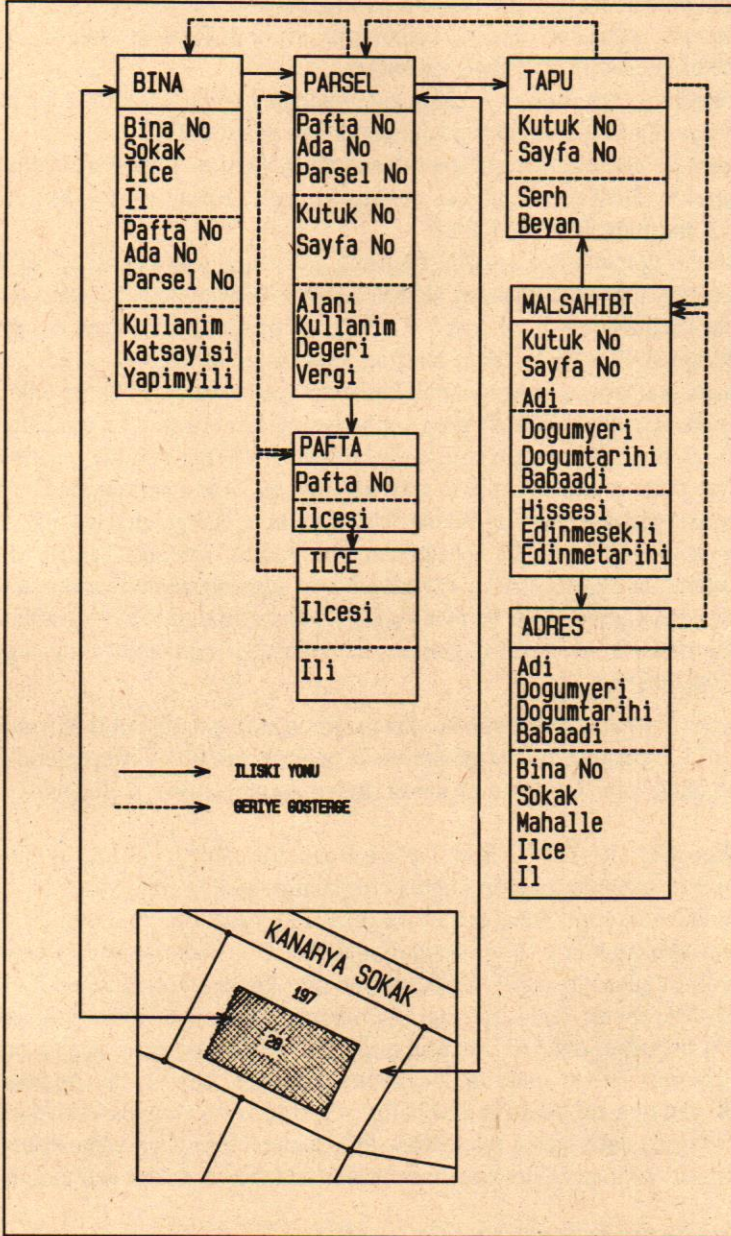 BINA
Bina No
Sokak
Ilce
Il
Pafta No
Ada No
Parsel No
Kullanim
Katsayisi
Yapimyili
PARSEL
Pafta No
Ada No
Parsel No
Kutuk No
Sayfa No
Alani
Kullanim
Degeri
Vergi
PAFTA
Pafta No
Ilcesi
ILCE
Ilcesi
Ili
TAPU
Kutuk No
Sayfa No
Serh
Beyan
MALSAHIBI
Kutuk No
Sayfa No
Adi
Dogumyeri
Dogumtarihi
Babaadi
Hissesi
Edinmesekli
Edinmetarihi
ADRES
Adi
Dogumyeri
Dogumtarihi
Babaadi
Bina No
Sokak
Mahalle
Ilce
Il
ILISKI YONU
GERIYE GOSTERGE
KANARYA SOKAK
197
28